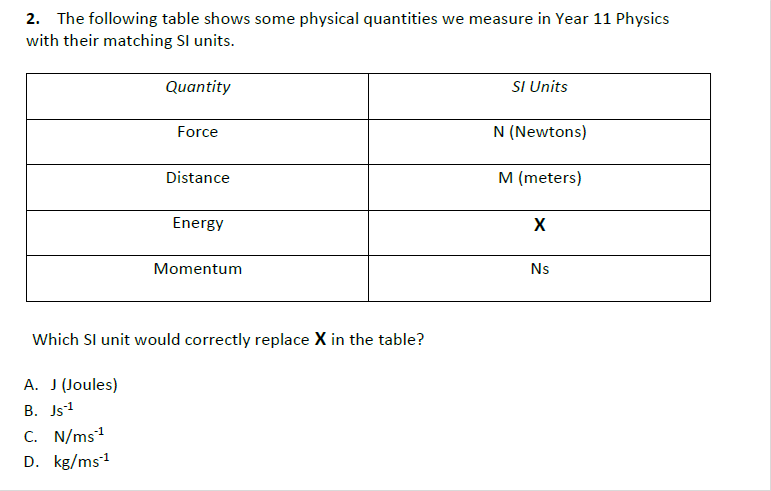 2. The following table shows some physical quantities we measure in Year 11 Physics
with their matching SI units.
Quantity SI Units
Force N (Newtons)
Distance M (meters)
Energy X
Momentum Ns
Which SI unit would correctly replace X in the table?
A. J (Joules)
B. Js⁻¹
C. N/ms⁻¹
D. kg/ms⁻¹